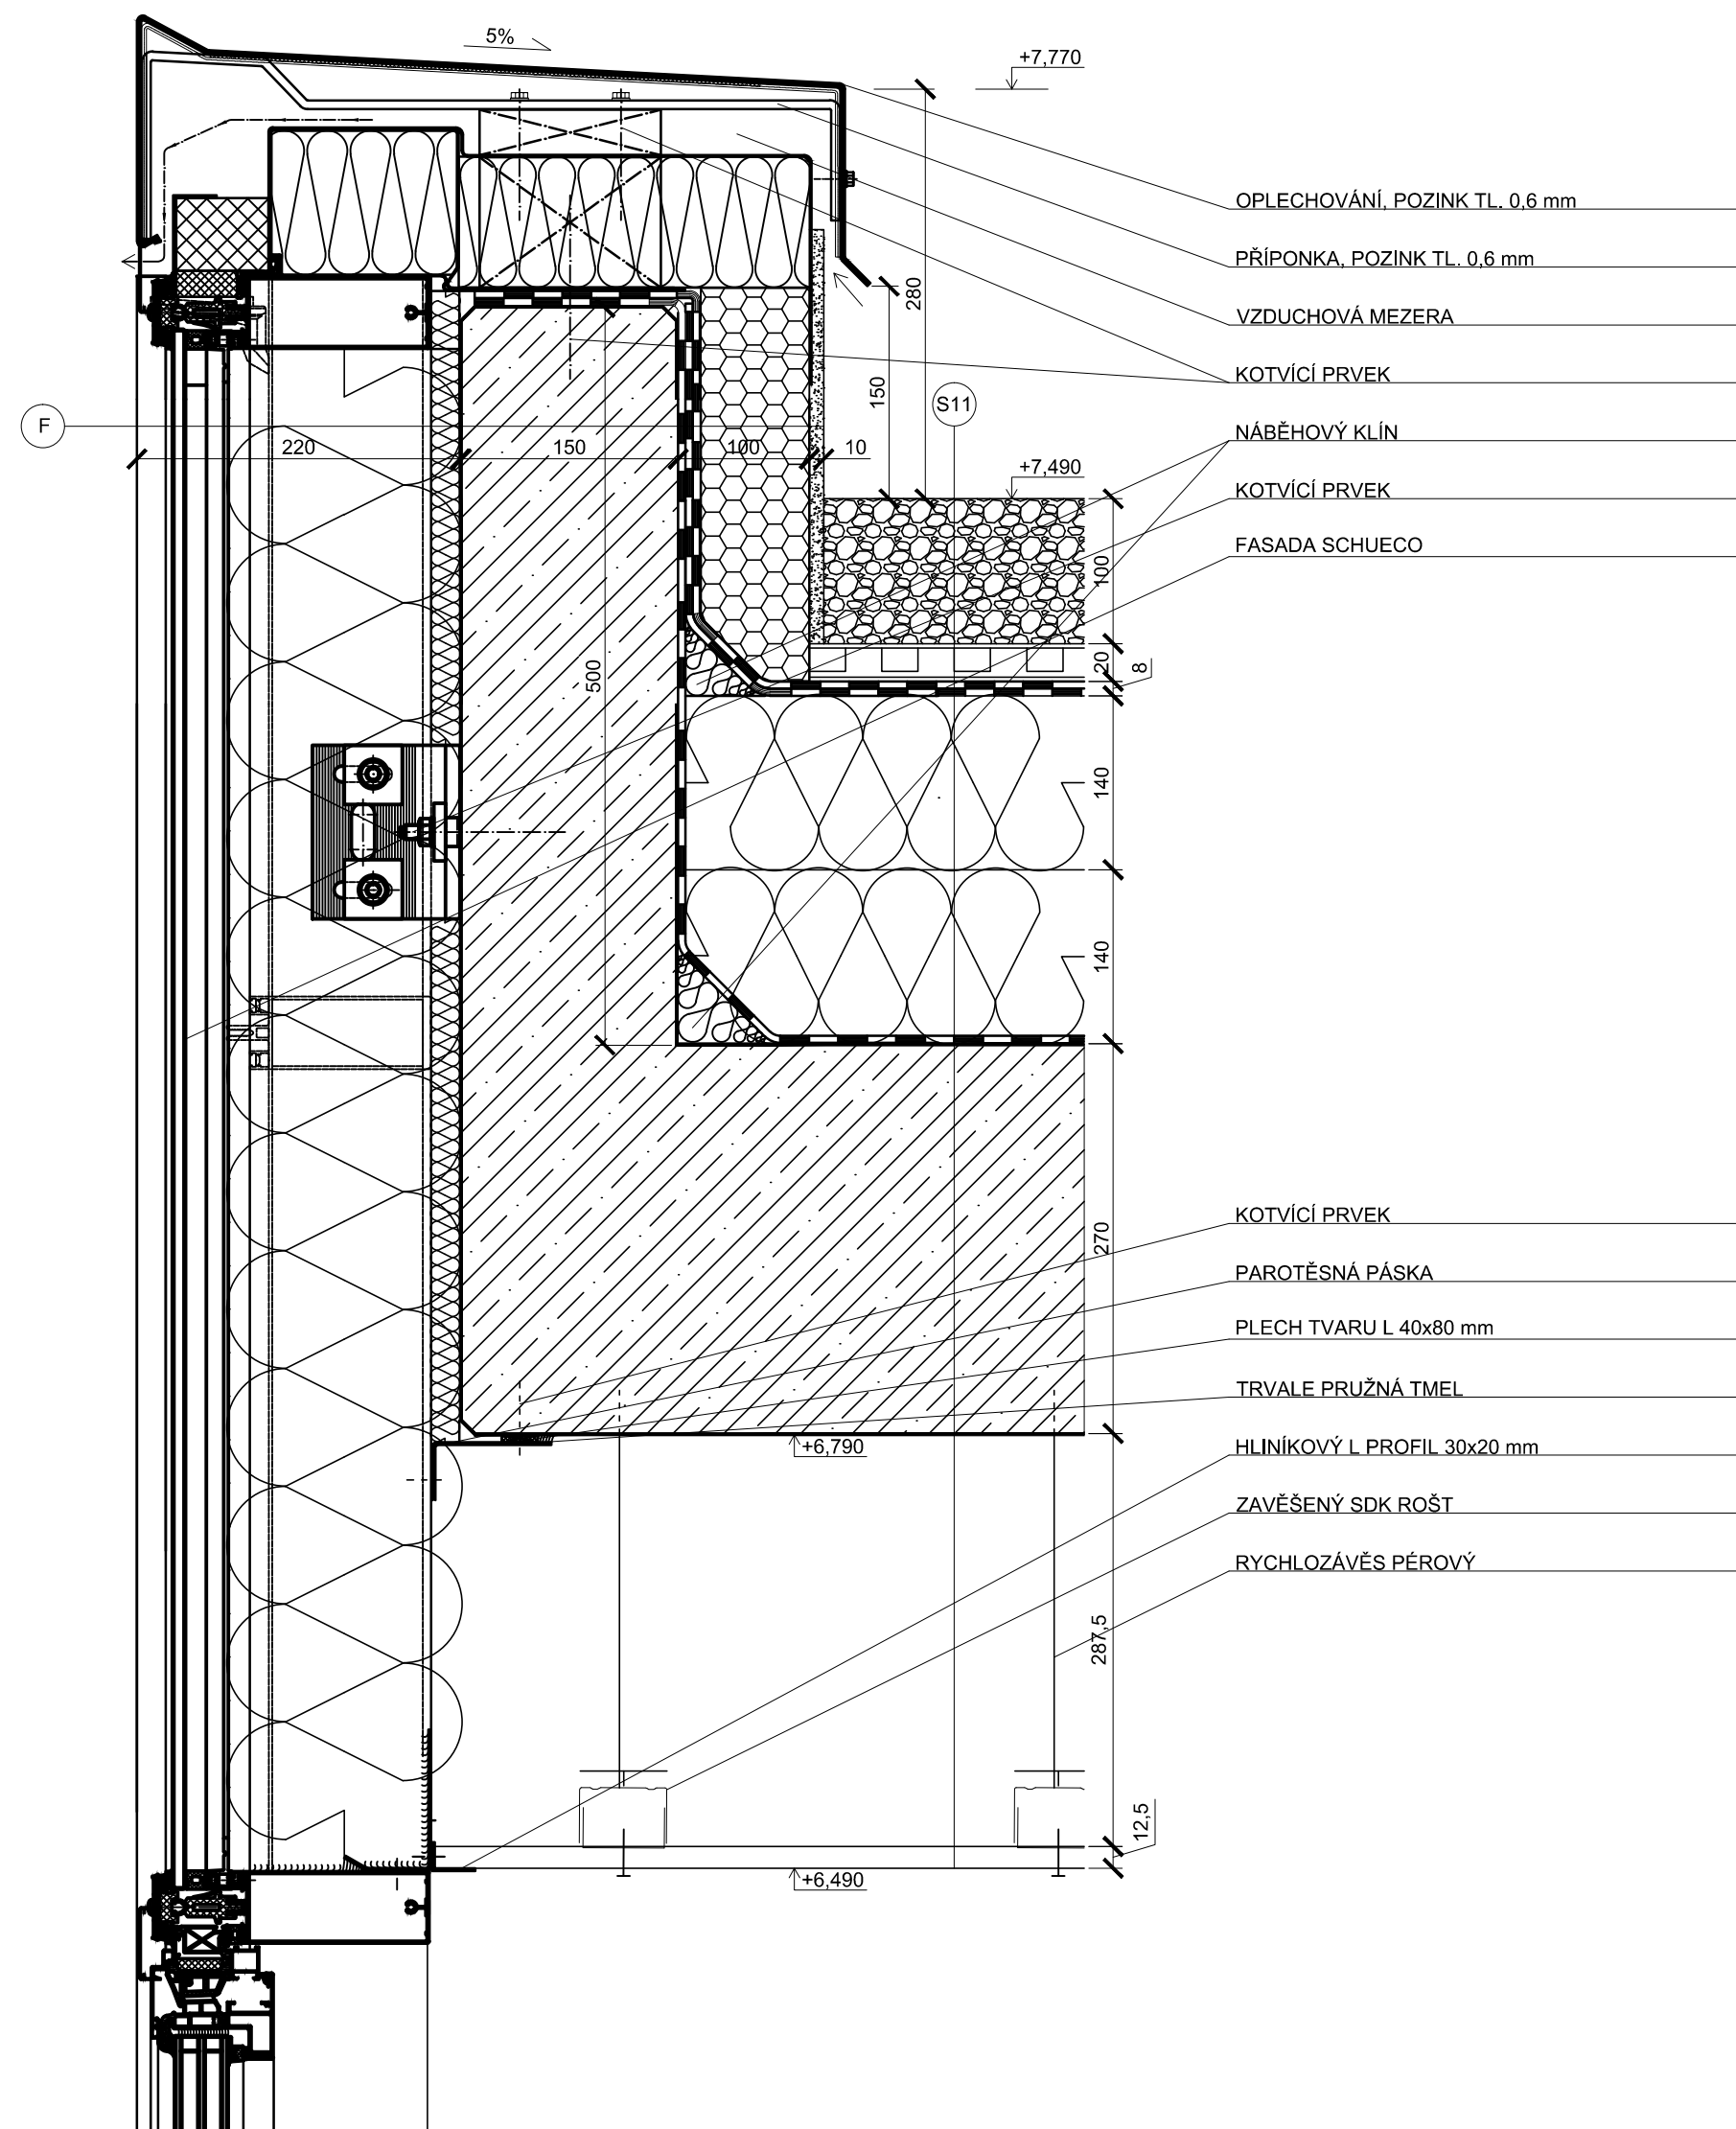 5%
+7,770
OPLECHOVÁNÍ, POZINK TL. 0,6 mm
PŘÍPONKA, POZINK TL. 0,6 mm
280
VZDUCHOVÁ MEZERA
KOTVÍCÍ PRVEK
150
S11
F
NÁBĚHOVÝ KLÍN
220
150
100
10
+7,490
KOTVÍCÍ PRVEK
FASADA SCHUECO
100
20
8
500
140
140
KOTVÍCÍ PRVEK
270
PAROTĚSNÁ PÁSKA
PLECH TVARU L 40x80 mm
TRVALE PRUŽNÁ TMEL
+6,790
HLINÍKOVÝ L PROFIL 30x20 mm
ZAVĚŠENÝ SDK ROŠT
RYCHLOZÁVĚS PÉROVÝ
287,5
12,5
+6,490